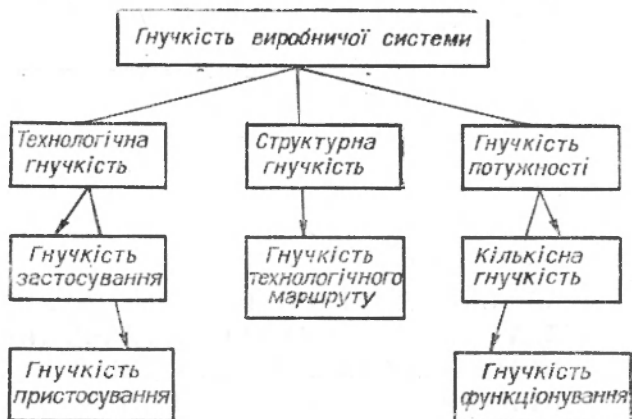 Гнучкість виробничої системи
Технологічна
гнучкість
Структурна
гнучкість
Гнучкість
потужності
Гнучкість
застосування
Гнучкість
технологічного
маршруту
Кількісна
гнучкість
Гнучкість
пристосування
Гнучкість
функціонування